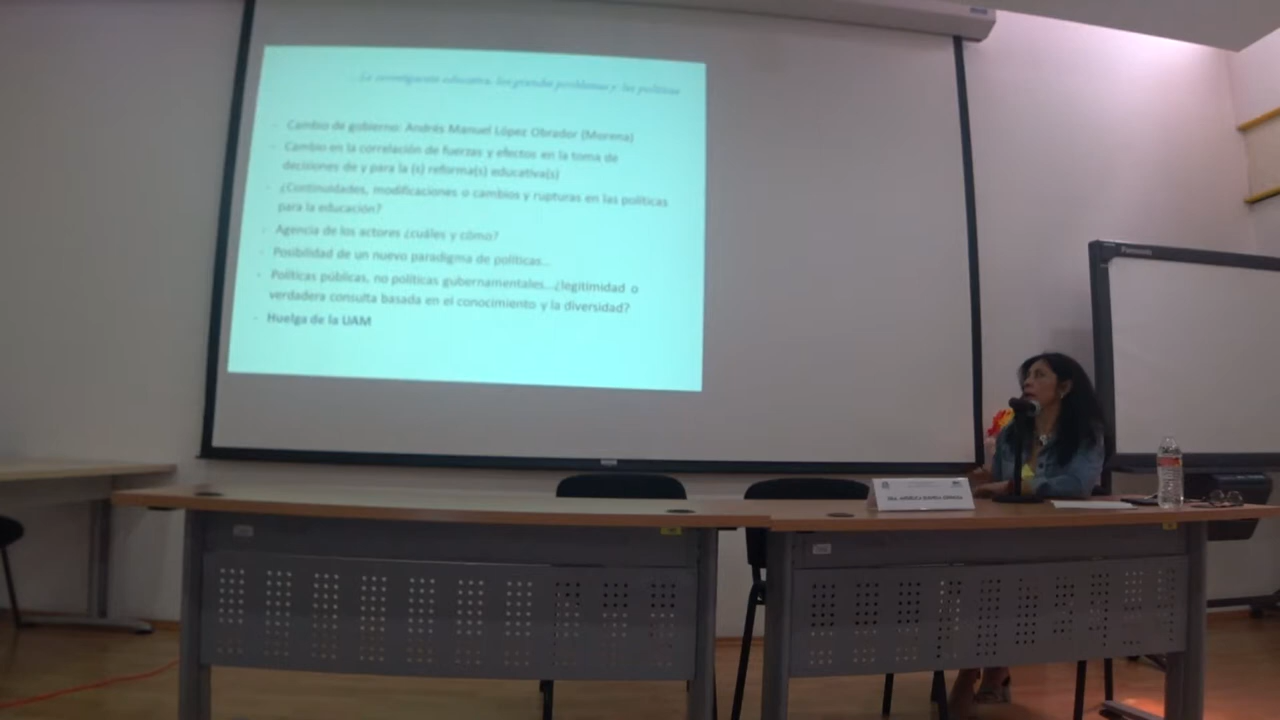 La investigación educativa, los grandes problemas y las políticas
- Cambio de gobierno: Andrés Manuel López Obrador (Morena)
- Cambio en la correlación de fuerzas y efectos en la toma de
decisiones de y para la (s) reforma(s) educativa(s)
- ¿Continuidades, modificaciones o cambios y rupturas en las políticas
para la educación?
- Agencia de los actores ¿cuáles y cómo?
- Posibilidad de un nuevo paradigma de políticas...
- Políticas públicas, no políticas gubernamentales...¿legitimidad o
verdadera consulta basada en el conocimiento y la diversidad?
- Huelga de la UAM
Panasonic
DRA.